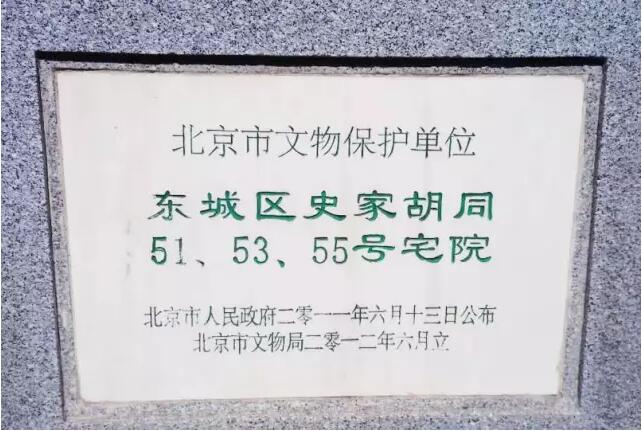 北京市文物保护单位
东城区史家胡同
51、53、55号宅院
北京市人民政府二零一一年六月十三日公布
北京市文物局二零一二年六月立